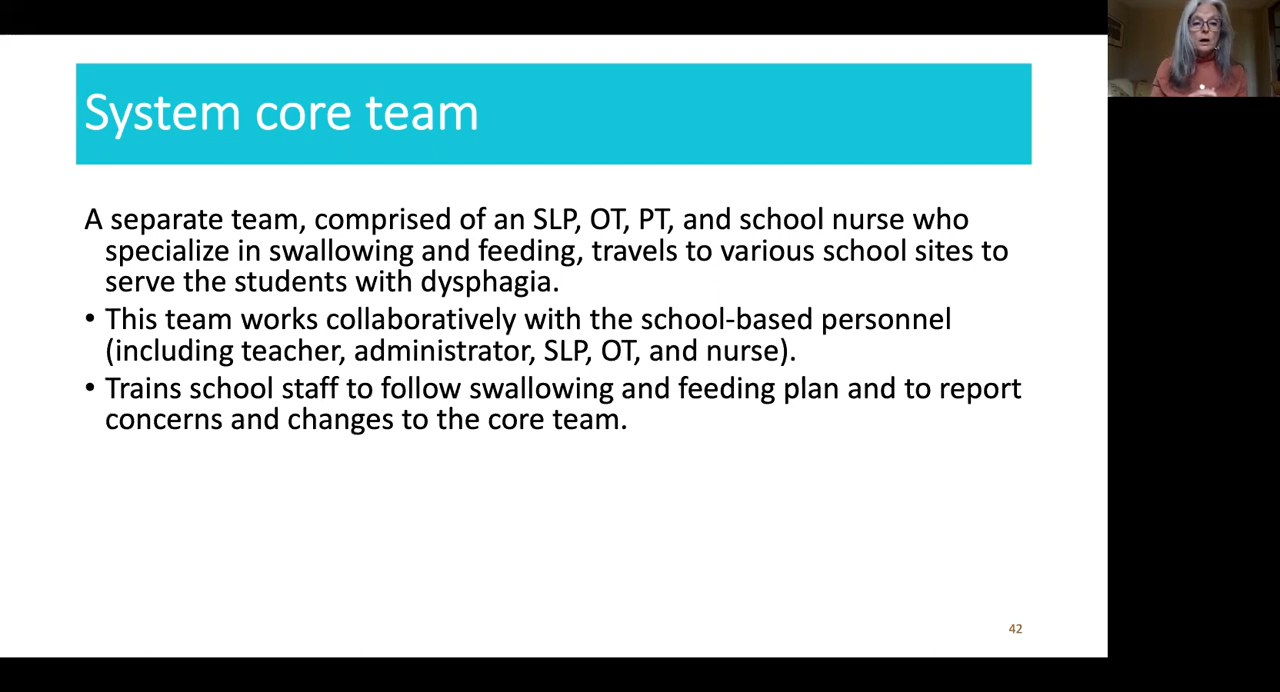 System core team
A separate team, comprised of an SLP, OT, PT, and school nurse who
specialize in swallowing and feeding, travels to various school sites to
serve the students with dysphagia.
• This team works collaboratively with the school-based personnel
(including teacher, administrator, SLP, OT, and nurse).
• Trains school staff to follow swallowing and feeding plan and to report
concerns and changes to the core team.
42